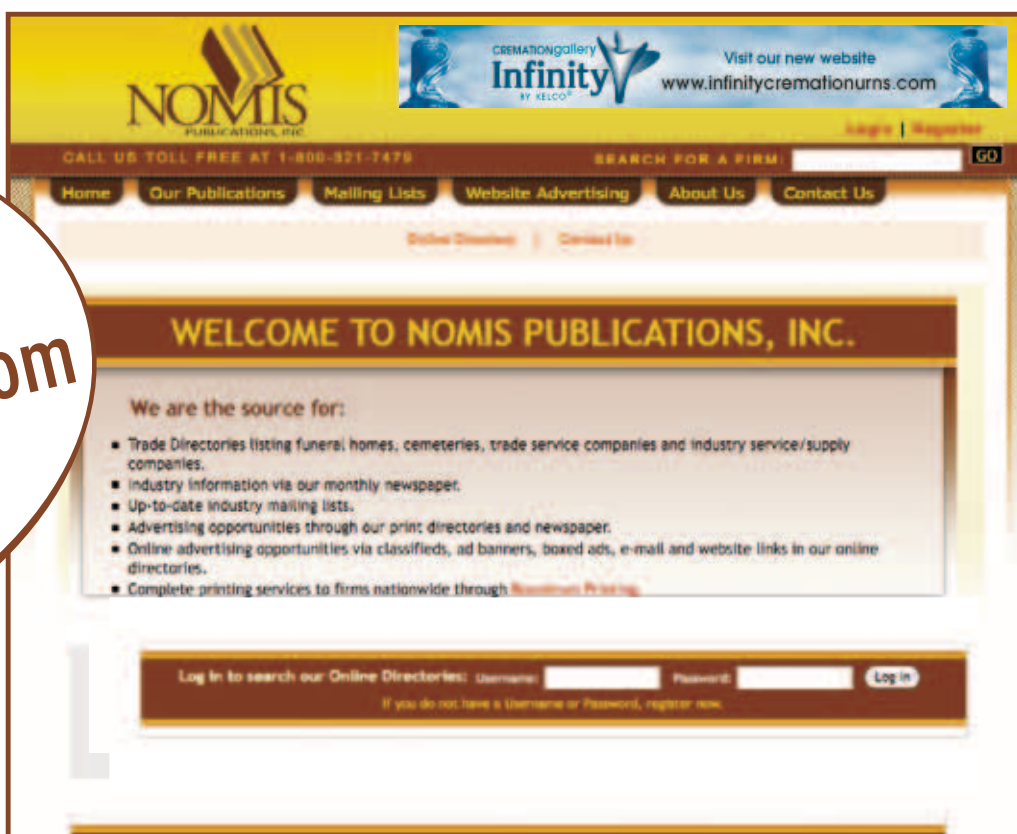 NOMIS
PUBLICATIONS, INC
CREMATIONgallery
Infinity
BY KELCO®
Visit our new website
www.infinitycremationurns.com
Login | Register
CALL US TOLL FREE AT 1-800-321-7479
SEARCH FOR A FIRM:
GO
Home
Our Publications
Mailing Lists
Website Advertising
About Us
Contact Us
Online Directory | Contact Us
om
WELCOME TO NOMIS PUBLICATIONS, INC.
We are the source for:
▪ Trade Directories listing funeral homes, cemeteries, trade service companies and industry service/supply
companies.
▪ Industry information via our monthly newspaper.
▪ Up-to-date industry mailing lists.
▪ Advertising opportunities through our print directories and newspaper.
▪ Online advertising opportunities via classifieds, ad banners, boxed ads, e-mail and website links in our online
directories.
▪ Complete printing services to firms nationwide through Printing.
Log in to search our Online Directories: Username: Password: Log in
If you do not have a Username or Password, register now.